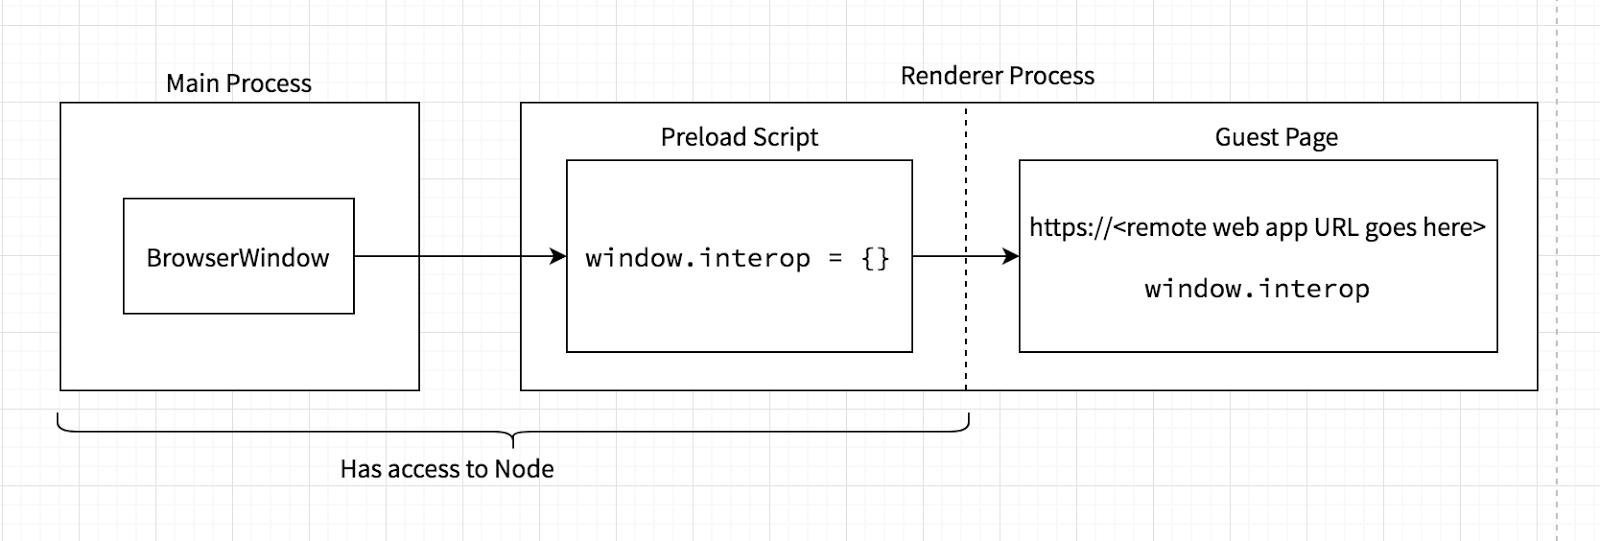 Main Process
Renderer Process
Preload Script
Guest Page
BrowserWindow
window.interop = {}
https://<remote web app URL goes here>
window.interop
Has access to Node